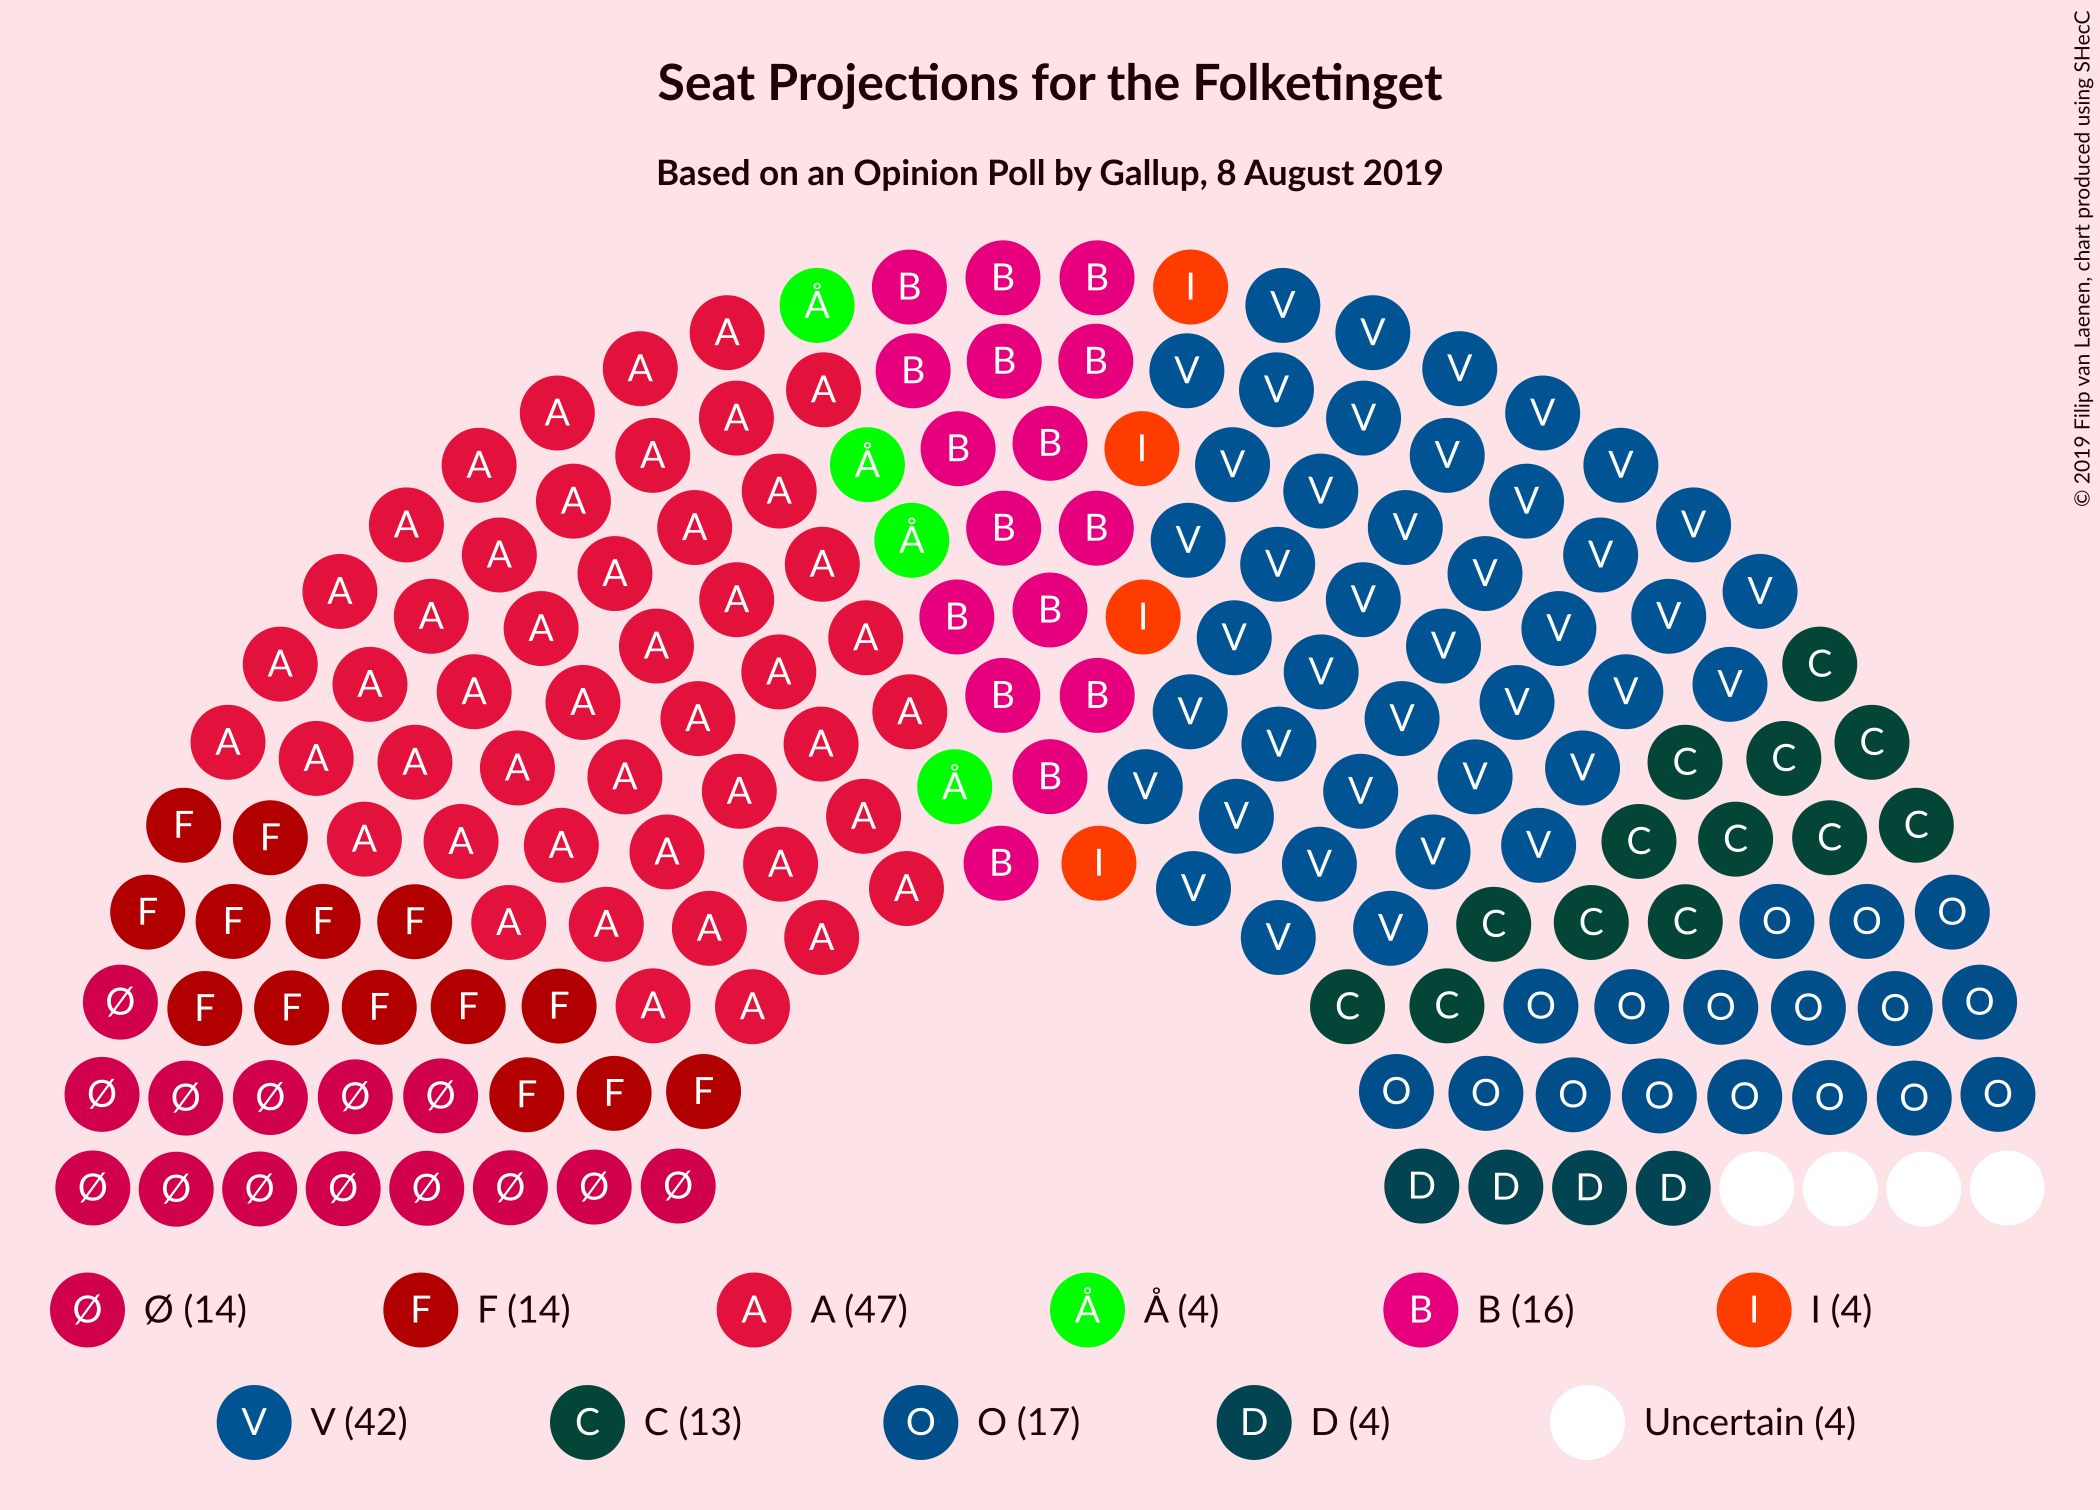 Seat Projections for the Folketinget
Based on an Opinion Poll by Gallup, 8 August 2019
© 2019 Filip van Laenen, chart produced using SHecC
B B
Å B B I
A V
A V
A A B B B V V V
A A V V
A A Å B B I V V
A A A V V V
A A Å B B V V
A A A A V V V V
A A A B B I V V V
A A A A V V V V
A A A A A B B V V V V V C
A A A A V V V
A A A A A A Å B V V V V C C C
F F A A A A A V V V C C C C
A A B I V V
F F F F A A A A V V C C C O O O
Ø F F F F F A A C C O O O O O O
Ø Ø Ø Ø Ø F F F O O O O O O O O
Ø Ø Ø Ø Ø Ø Ø Ø D D D D
Ø Ø (14) F F (14) A A (47) Å Å (4) B B (16) I I (4)
V V (42) C C (13) O O (17) D D (4) Uncertain (4)